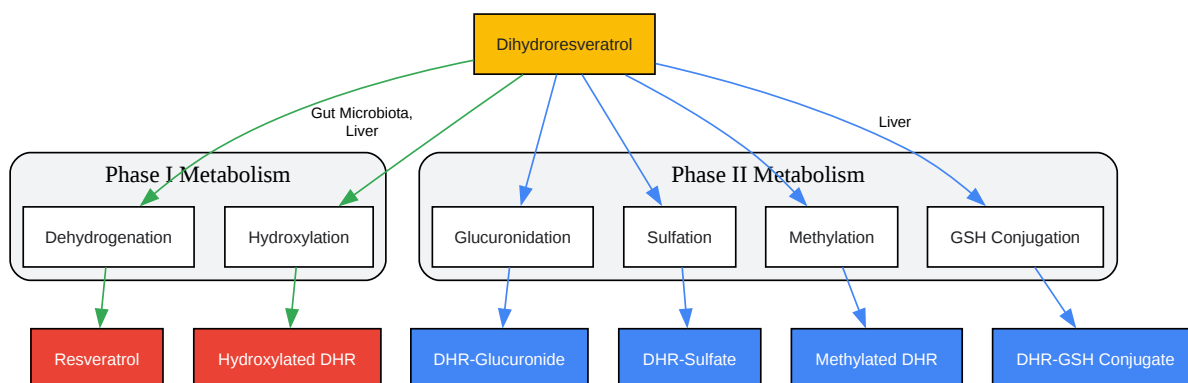 Dihydroresveratrol
Gut Microbiota,
Liver
Liver
Phase I Metabolism
Phase II Metabolism
Dehydrogenation
Hydroxylation
Glucuronidation
Sulfation
Methylation
GSH Conjugation
Resveratrol
Hydroxylated DHR
DHR-Glucuronide
DHR-Sulfate
Methylated DHR
DHR-GSH Conjugate